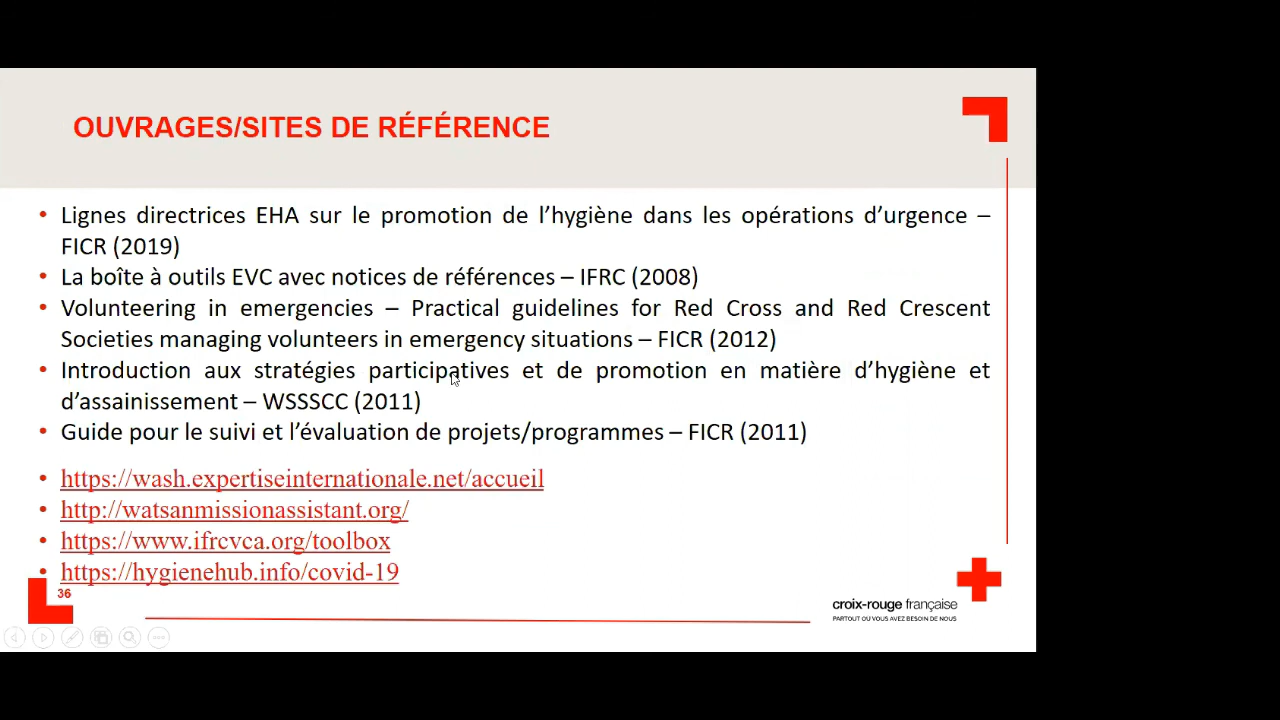 OUVRAGES/SITES DE RÉFÉRENCE
• Lignes directrices EHA sur le promotion de l’hygiène dans les opérations d’urgence –
FICR (2019)
• La boîte à outils EVC avec notices de références – IFRC (2008)
• Volunteering in emergencies – Practical guidelines for Red Cross and Red Crescent
Societies managing volunteers in emergency situations – FICR (2012)
• Introduction aux stratégies participatives et de promotion en matière d’hygiène et
d’assainissement – WSSSCC (2011)
• Guide pour le suivi et l’évaluation de projets/programmes – FICR (2011)
• https://wash.expertiseinternationale.net/accueil
• http://watsanmissionassistant.org/
• https://www.ifrcvca.org/toolbox
• https://hygienehub.info/covid-19
36
croix-rouge française
PARTOUT OÙ VOUS AVEZ BESOIN DE NOUS